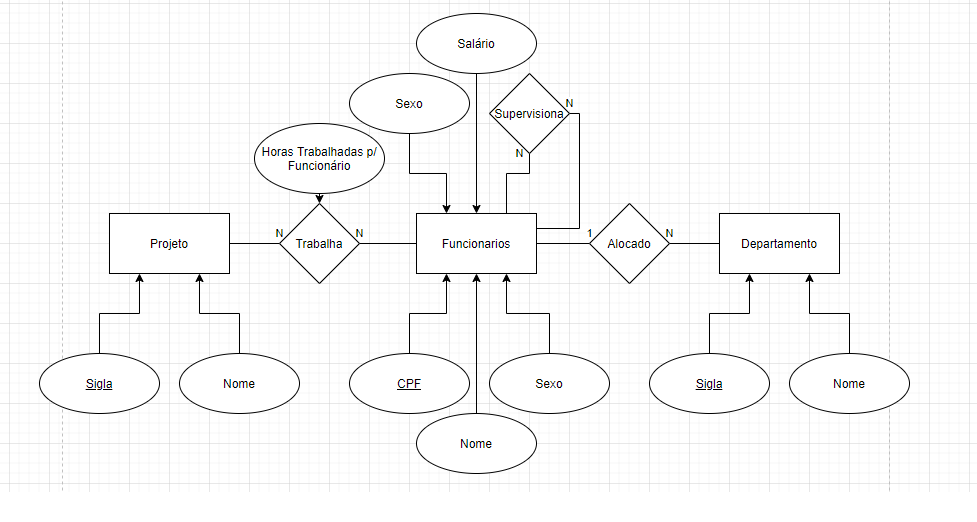 Salário
Sexo
Supervisiona
N
N
Horas Trabalhadas p/
Funcionário
Projeto
N
Trabalha
N
Funcionarios
1
Alocado
N
Departamento
Sigla
Nome
CPF
Nome
Sexo
Sigla
Nome